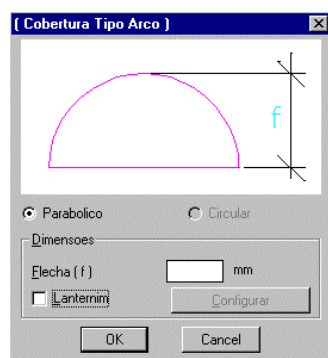 ( Cobertura Tipo Arco )
f
Parabolico Circular
Dimensoes
Flecha ( f ) mm
Lanternim Configurar
OK Cancel